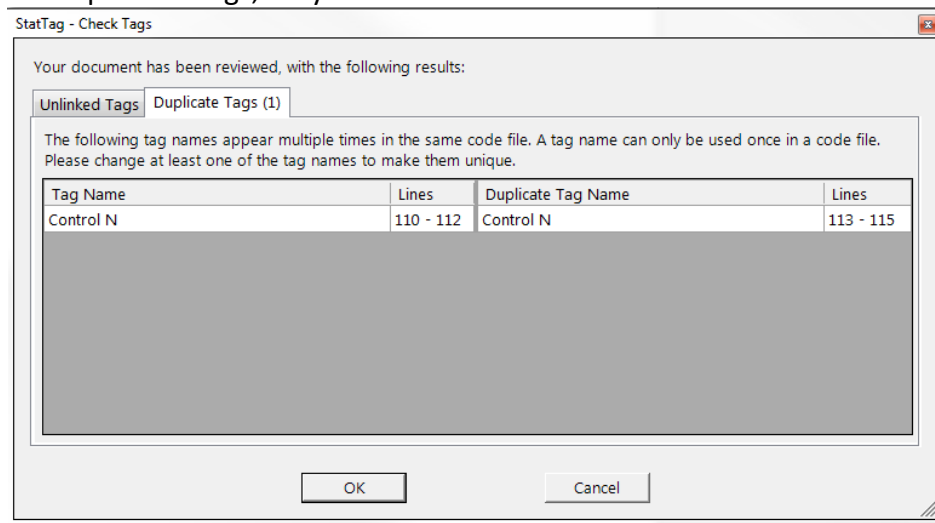 StatTag - Check Tags
Your document has been reviewed, with the following results:
Unlinked Tags Duplicate Tags (1)
The following tag names appear multiple times in the same code file. A tag name can only be used once in a code file.
Please change at least one of the tag names to make them unique.
Tag Name Lines Duplicate Tag Name Lines
Control N 110 - 112 Control N 113 - 115
OK Cancel